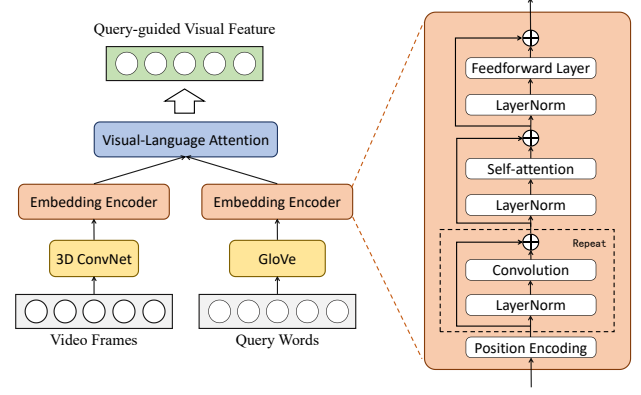 Query-guided Visual Feature
Visual-Language Attention
Embedding Encoder
Embedding Encoder
3D ConvNet
GloVe
Video Frames
Query Words
Feedforward Layer
LayerNorm
Self-attention
LayerNorm
Repeat
Convolution
LayerNorm
Position Encoding